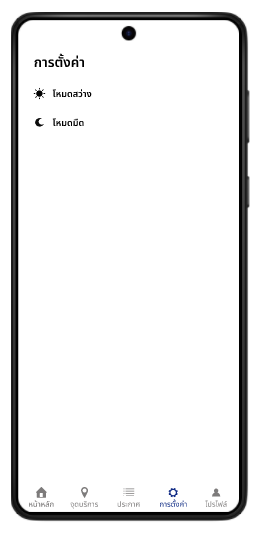 การตั้งค่า
โหมดสว่าง
โหมดมืด
หน้าหลัก จุดบริการ ประกาศ การตั้งค่า โปรไฟล์